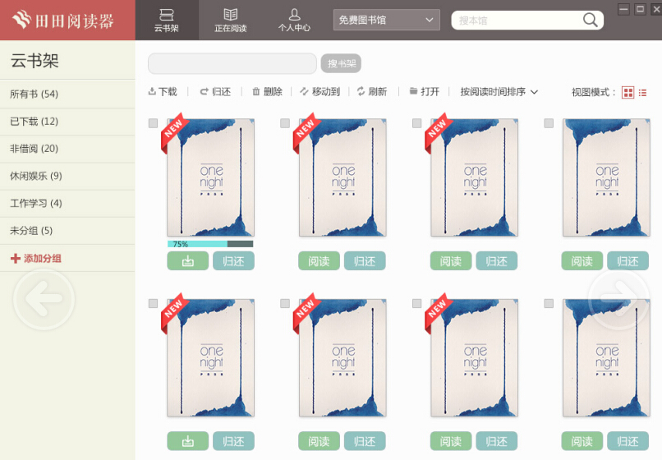 田田阅读器
云书架
正在阅读
个人中心
免费图书馆
搜本馆
云书架
搜书架
所有书 (54)
已下载 (12)
非借阅 (20)
休闲娱乐 (9)
工作学习 (4)
未分组 (5)
添加分组
下载
归还
删除
移动到
刷新
打开
按阅读时间排序
视图模式：
NEW
one
night
NEW
one
night
NEW
one
night
one
night
75%
归还
阅读
归还
阅读
归还
阅读
归还
NEW
one
night
NEW
one
night
NEW
one
night
one
night
归还
阅读
归还
阅读
归还
阅读
归还